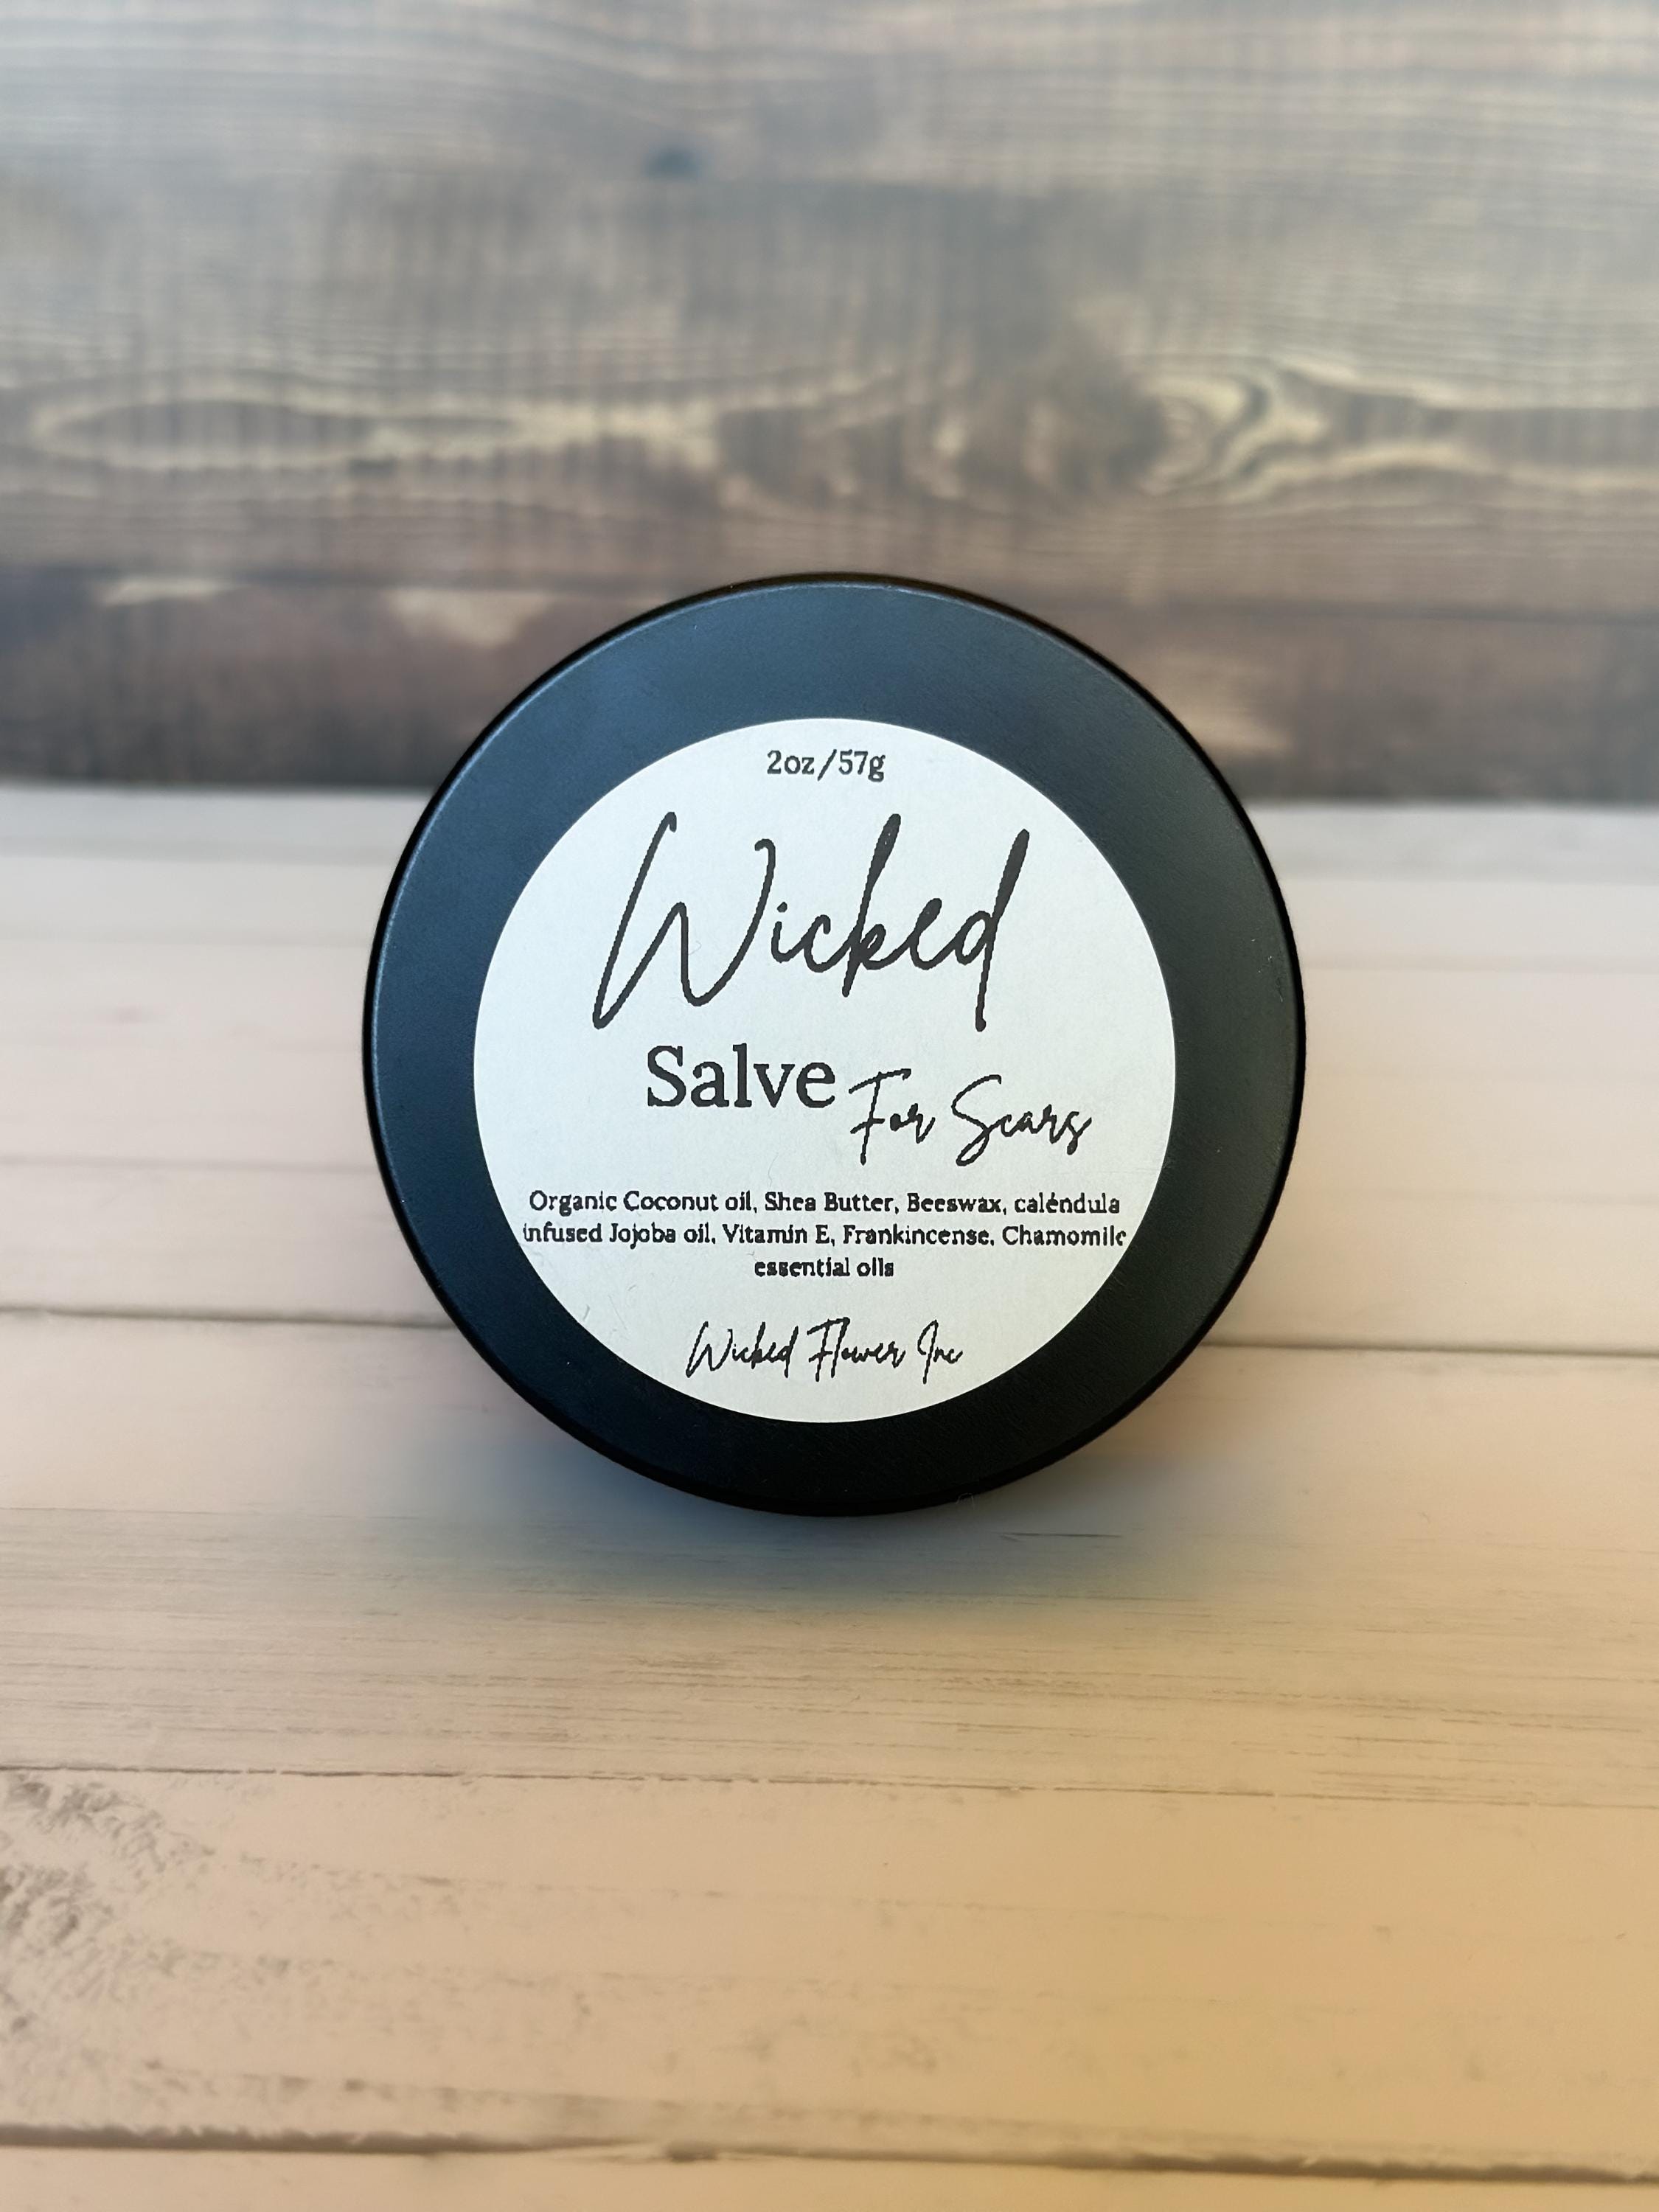 2oz/57g
Wicked
Salve For Scars
Organic Coconut oil, Shea Butter, Beeswax, caléndula
infused Jojoba oil, Vitamin E, Frankincense, Chamomile
essential oils
Wicked Flower Inc